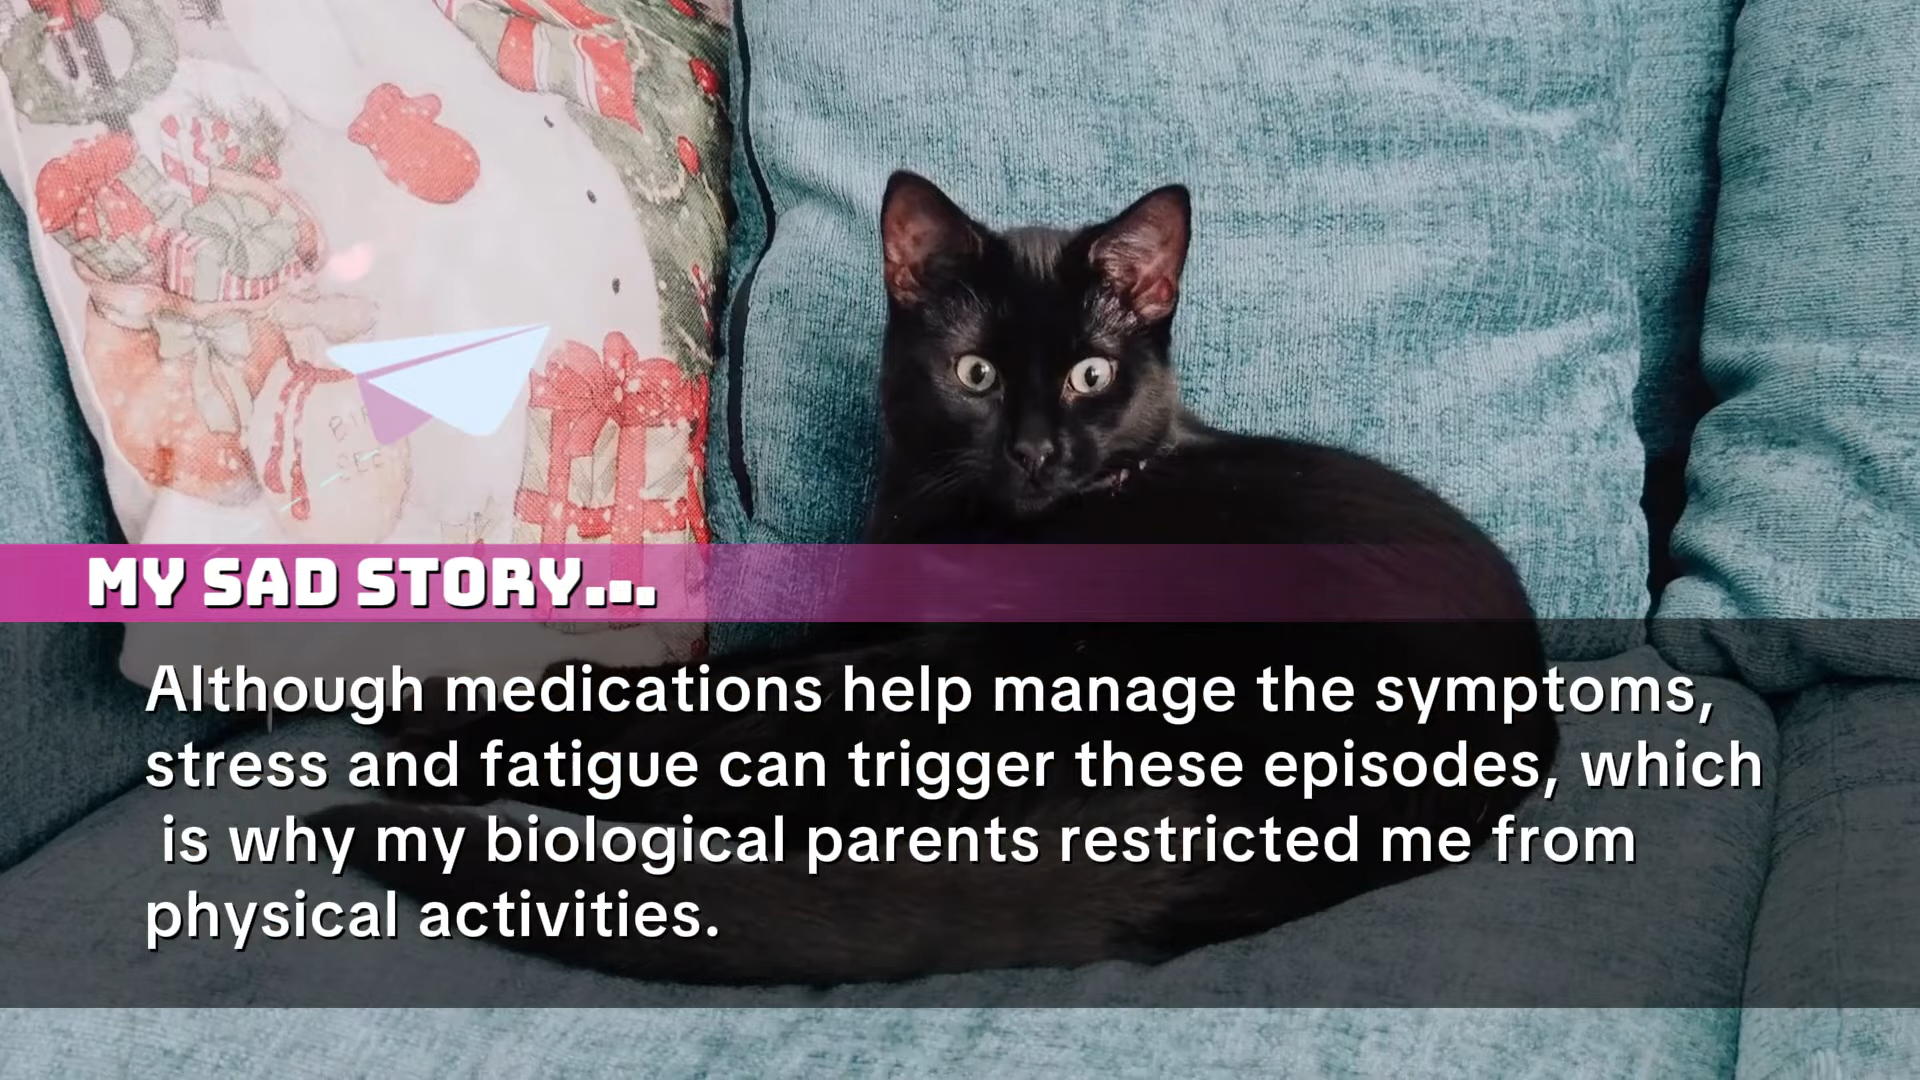 MY SAD STORY...
Although medications help manage the symptoms,
stress and fatigue can trigger these episodes, which
is why my biological parents restricted me from
physical activities.